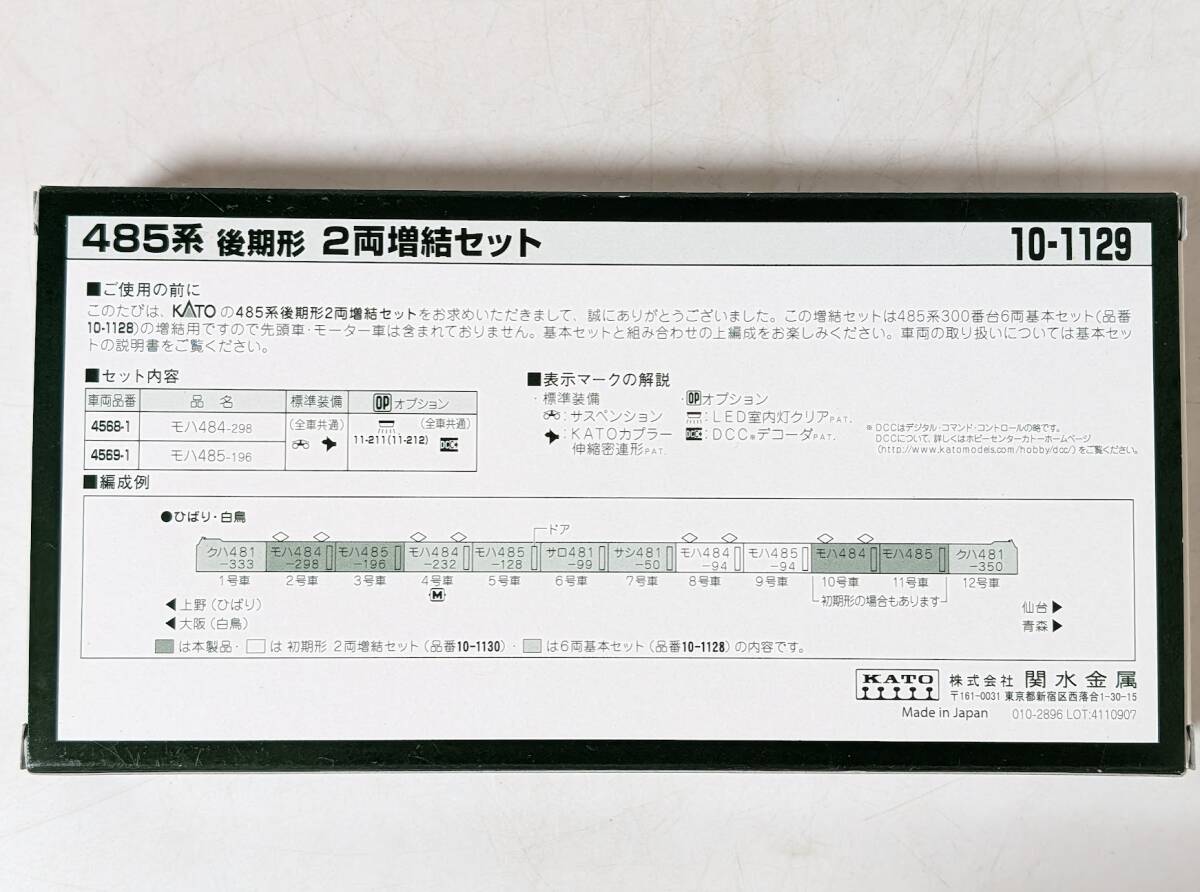 485系 後期形 2両増結セット
10-1129
■ご使用の前に
このたびは、KATOの485系後期形2両増結セットをお求めいただきまして、誠にありがとうございました。この増結セットは485系300番台6両基本セット(品番
10-1128)の増結用ですので先頭車・モーター車は含まれておりません。基本セットと組み合わせの上編成をお楽しみください。車両の取り扱いについては基本セッ
トの説明書をご覧ください。
■セット内容
車両品番 品 名 標準装備 OP オプション
4568-1 モハ484-298 (全車共通) (全車共通)
11-211(11-212) DCC
4569-1 モハ485-196
■表示マークの解説
・標準装備 ・OP オプション
:サスペンション :LED室内灯クリアPAT.
:KATOカプラー DCC:DCC※デコーダPAT.
伸縮密連形PAT.
※DCCはデジタル・コマンド・コントロールの略です。
DCCについて、詳しくはホビーセンターカトーホームページ
(http://www.katomodels.com/hobby/dcc/)をご覧ください。
■編成例
●ひばり・白鳥
ドア
クハ481 モハ484 モハ485 モハ484 モハ485 サロ481 サシ481 モハ484 モハ485 モハ484 モハ485 クハ481
-333 -298 -196 -232 -128 -99 -50 -94 -94 -350
1号車 2号車 3号車 4号車 5号車 6号車 7号車 8号車 9号車 10号車 11号車 12号車
M
初期形の場合もあります
◀上野(ひばり) 仙台▶
◀大阪(白鳥) 青森▶
は本製品・ は初期形 2両増結セット(品番10-1130)・ は6両基本セット(品番10-1128)の内容です。
KATO 株式会社 関水金属
〒161-0031 東京都新宿区西落合1-30-15
Made in Japan 010-2896 LOT:4110907